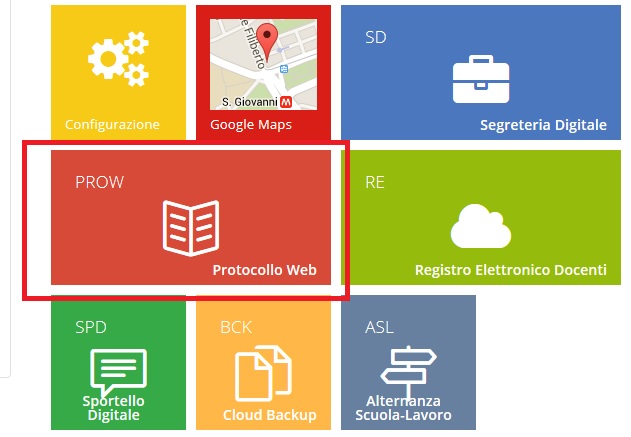 e Filiberto
S. Giovanni M
Configurazione
Google Maps
SD
Segreteria Digitale
PROW
Protocollo Web
RE
Registro Elettronico Docenti
SPD
Sportello
Digitale
BCK
Cloud Backup
ASL
Alternanza
Scuola-Lavoro